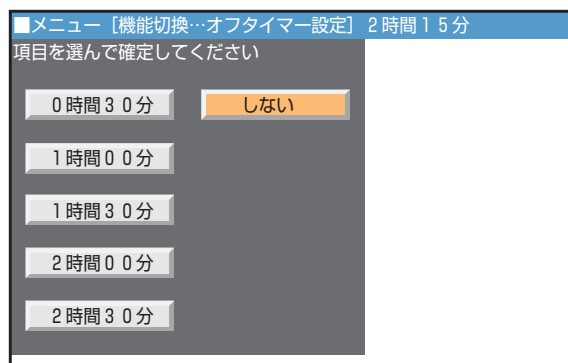 ■メニュー［機能切換…オフタイマー設定］２時間１５分
項目を選んで確定してください
０時間３０分
しない
１時間００分
１時間３０分
２時間００分
２時間３０分